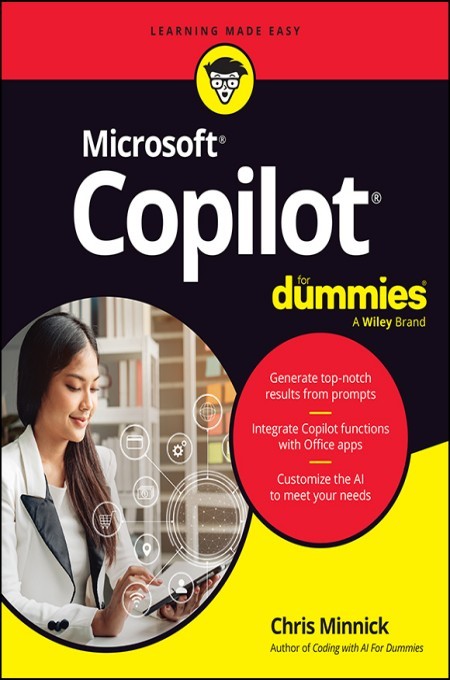 LEARNING MADE EASY
Microsoft®
Copilot®
for
dummies®
A Wiley Brand
Generate top-notch
results from prompts
Integrate Copilot functions
with Office apps
Customize the AI
to meet your needs
Chris Minnick
Author of Coding with AI For Dummies